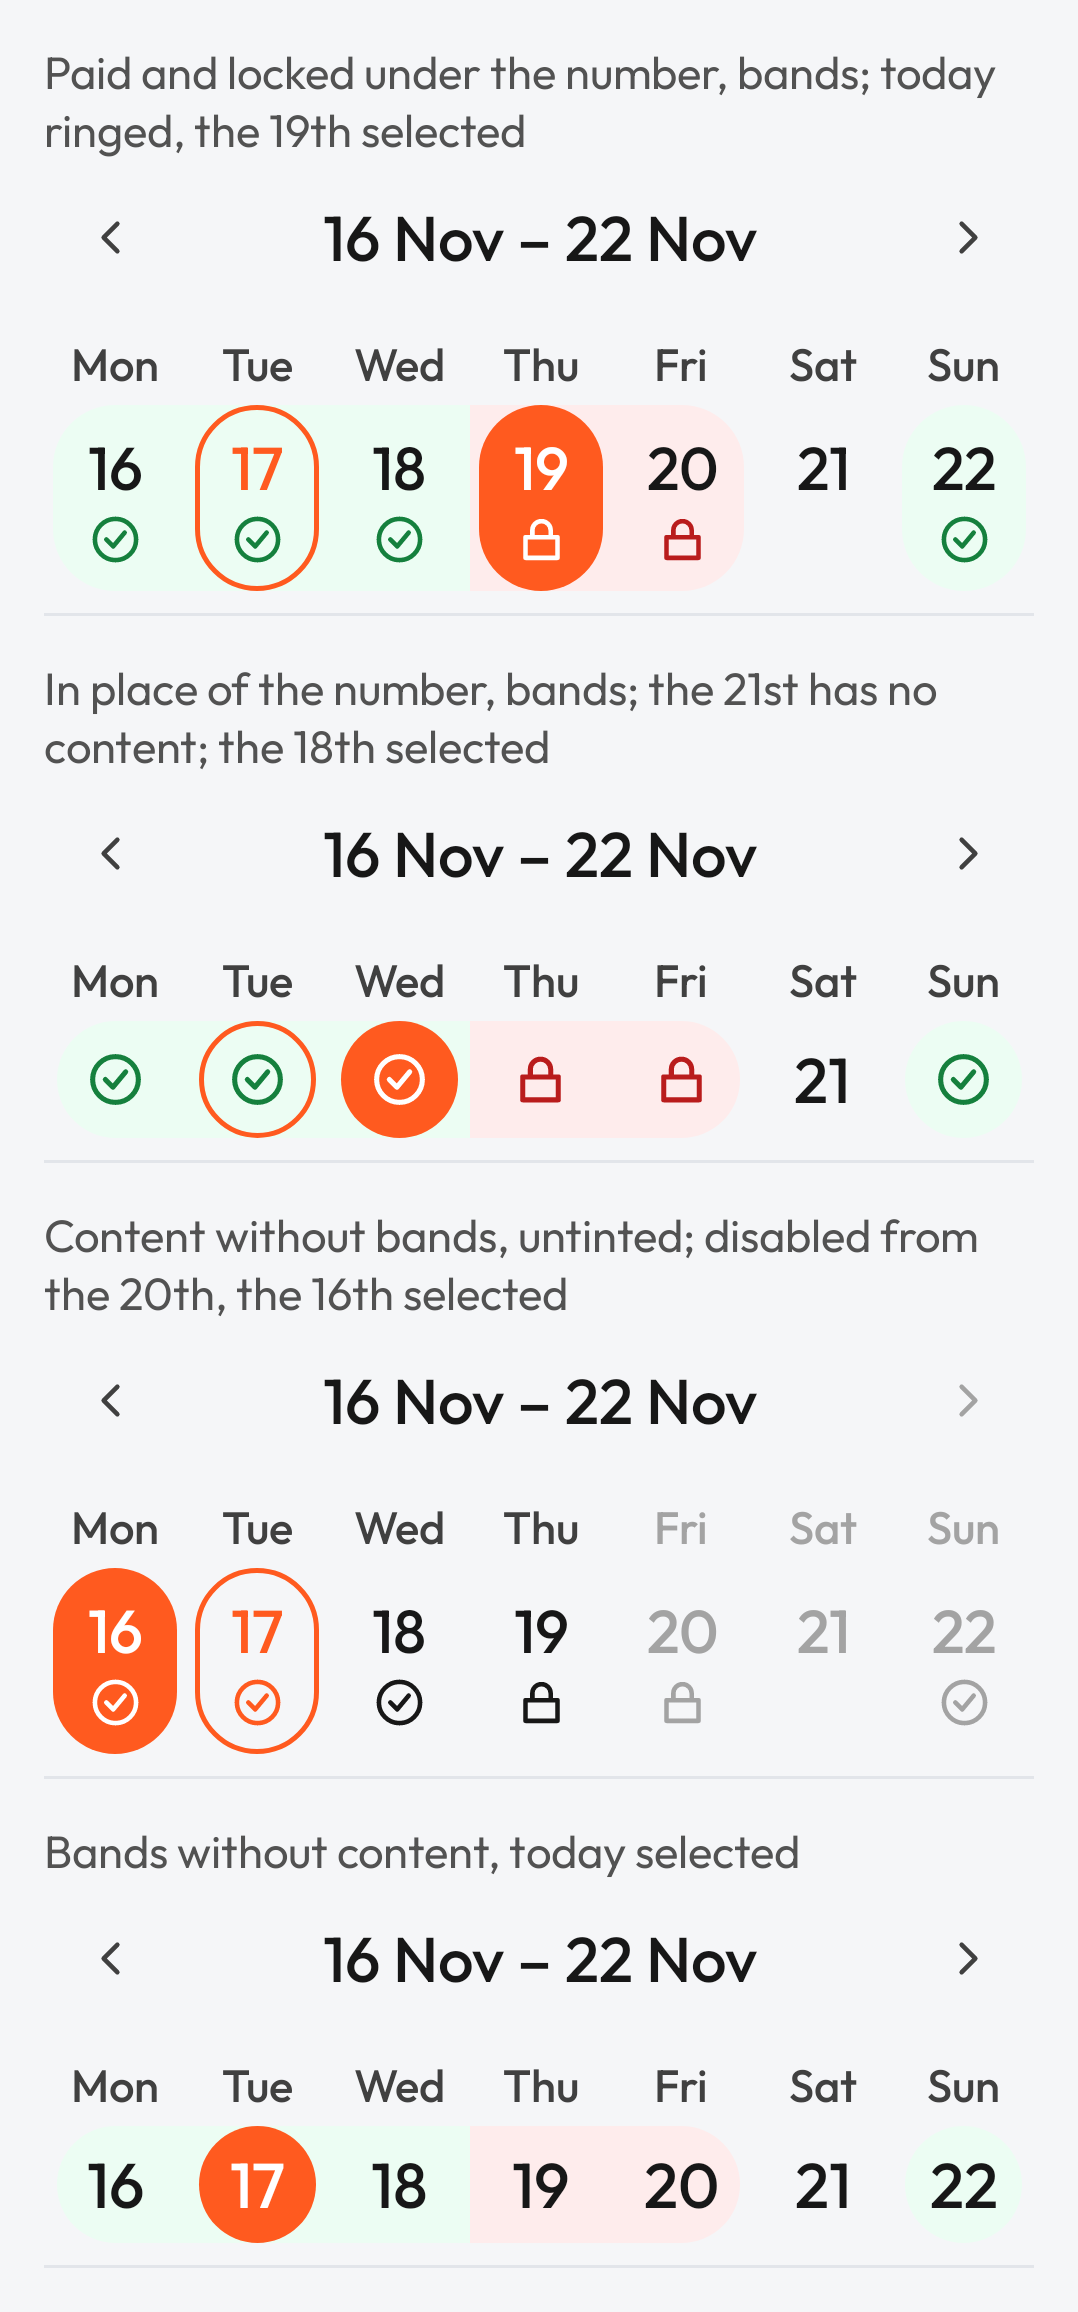 Paid and locked under the number, bands; today
ringed, the 19th selected
16 Nov – 22 Nov
Mon Tue Wed Thu Fri Sat Sun
16 17 18 19 20 21 22
In place of the number, bands; the 21st has no
content; the 18th selected
16 Nov – 22 Nov
Mon Tue Wed Thu Fri Sat Sun
21
Content without bands, untinted; disabled from
the 20th, the 16th selected
16 Nov – 22 Nov
Mon Tue Wed Thu Fri Sat Sun
16 17 18 19 20 21 22
Bands without content, today selected
16 Nov – 22 Nov
Mon Tue Wed Thu Fri Sat Sun
16 17 18 19 20 21 22